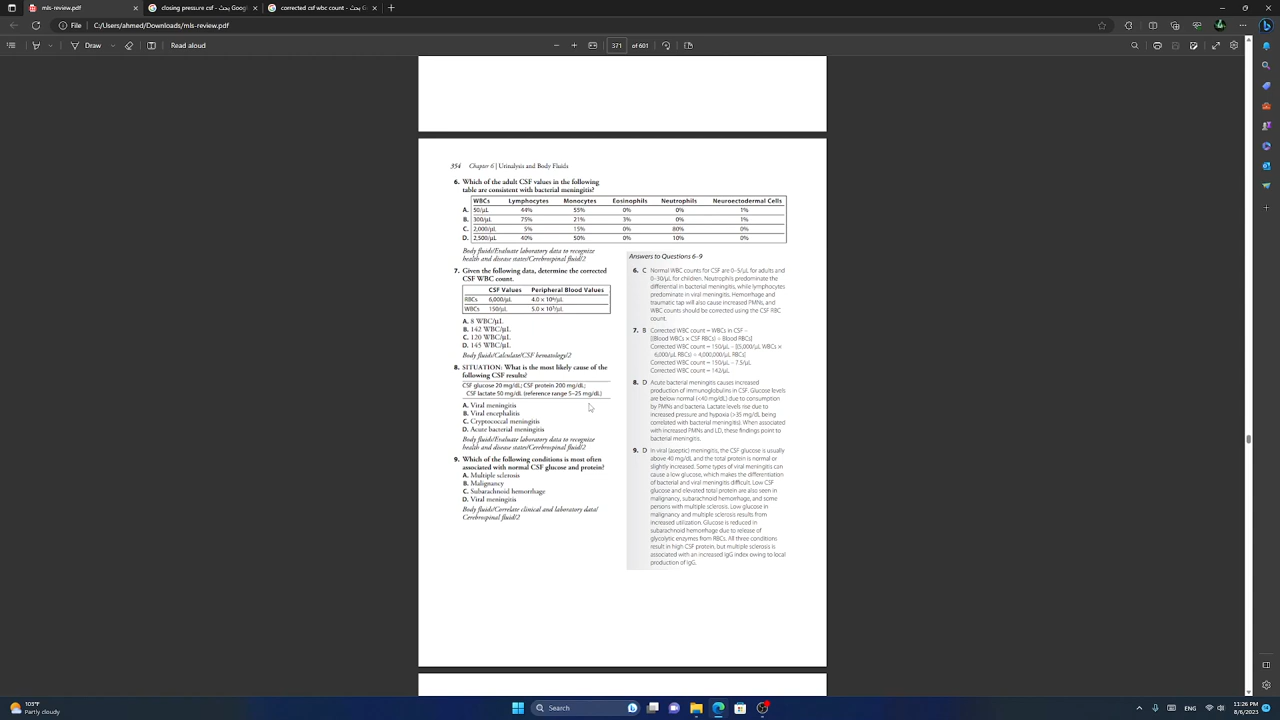 mls-review.pdf
closing pressure of csf - لـ
corrected csf wbc count -
File
C:/Users/ahmed/Downloads/mls-review.pdf
Draw
Read aloud
371
of 601
354 Chapter 6 | Urinalysis and Body Fluids
6. Which of the adult CSF values in the following
table are consistent with bacterial meningitis?
WBCs Lymphocytes Monocytes Eosinophils Neutrophils Neuroectodermal Cells
A. 50/μL 44% 55% 0% 0% 1%
B. 300/μL 75% 21% 3% 0% 1%
C. 2,000/μL 5% 15% 0% 80% 0%
D. 2,500/μL 40% 50% 0% 10% 0%
Body fluids/Evaluate laboratory data to recognize
health and disease states/Cerebrospinal fluid/2
7. Given the following data, determine the corrected
CSF WBC count.
CSF Values Peripheral Blood Values
RBCs 6,000/μL 4.0 × 10⁶/μL
WBCs 150/μL 5.0 × 10³/μL
A. 8 WBC/μL
B. 142 WBC/μL
C. 120 WBC/μL
D. 145 WBC/μL
Body fluids/Calculate/CSF hematology/2
8. SITUATION: What is the most likely cause of the
following CSF results?
CSF glucose 20 mg/dL; CSF protein 200 mg/dL;
CSF lactate 50 mg/dL (reference range 5–25 mg/dL)
A. Viral meningitis
B. Viral encephalitis
C. Cryptococcal meningitis
D. Acute bacterial meningitis
Body fluids/Evaluate laboratory data to recognize
health and disease states/Cerebrospinal fluid/2
9. Which of the following conditions is most often
associated with normal CSF glucose and protein?
A. Multiple sclerosis
B. Malignancy
C. Subarachnoid hemorrhage
D. Viral meningitis
Body fluids/Correlate clinical and laboratory data/
Cerebrospinal fluid/2
Answers to Questions 6–9
6. C Normal WBC counts for CSF are 0–5/μL for adults and
0–30/μL for children. Neutrophils predominate the
differential in bacterial meningitis, while lymphocytes
predominate in viral meningitis. Hemorrhage and
traumatic tap will also cause increased PMNs, and
WBC counts should be corrected using the CSF RBC
count.
7. B Corrected WBC count = WBCs in CSF –
[(Blood WBCs × CSF RBCs) ÷ Blood RBCs]
Corrected WBC count = 150/μL – [(5,000/μL WBCs ×
6,000/μL RBCs) ÷ 4,000,000/μL RBCs]
Corrected WBC count = 150/μL – 7.5/μL
Corrected WBC count = 142/μL
8. D Acute bacterial meningitis causes increased
production of immunoglobulins in CSF. Glucose levels
are below normal (<40 mg/dL) due to consumption
by PMNs and bacteria. Lactate levels rise due to
increased pressure and hypoxia (>35 mg/dL being
correlated with bacterial meningitis). When associated
with increased PMNs and LD, these findings point to
bacterial meningitis.
9. D In viral (aseptic) meningitis, the CSF glucose is usually
above 40 mg/dL and the total protein is normal or
slightly increased. Some types of viral meningitis can
cause a low glucose, which makes the differentiation
of bacterial and viral meningitis difficult. Low CSF
glucose and elevated total protein are also seen in
malignancy, subarachnoid hemorrhage, and some
persons with multiple sclerosis. Low glucose in
malignancy and multiple sclerosis results from
increased utilization. Glucose is reduced in
subarachnoid hemorrhage due to release of
glycolytic enzymes from RBCs. All three conditions
result in high CSF protein, but multiple sclerosis is
associated with an increased IgG index owing to local
production of IgG.
103°F
Partly cloudy
Search
11:26 PM
8/6/2023